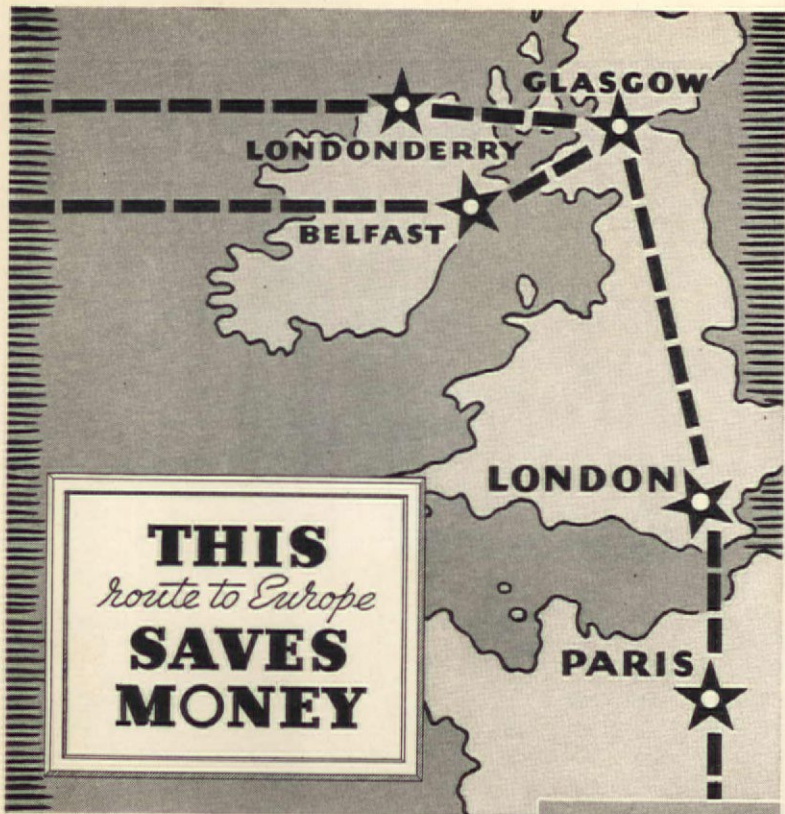 GLASGOW
LONDONDERRY
BELFAST
LONDON
THIS
route to Europe
SAVES
MONEY
PARIS